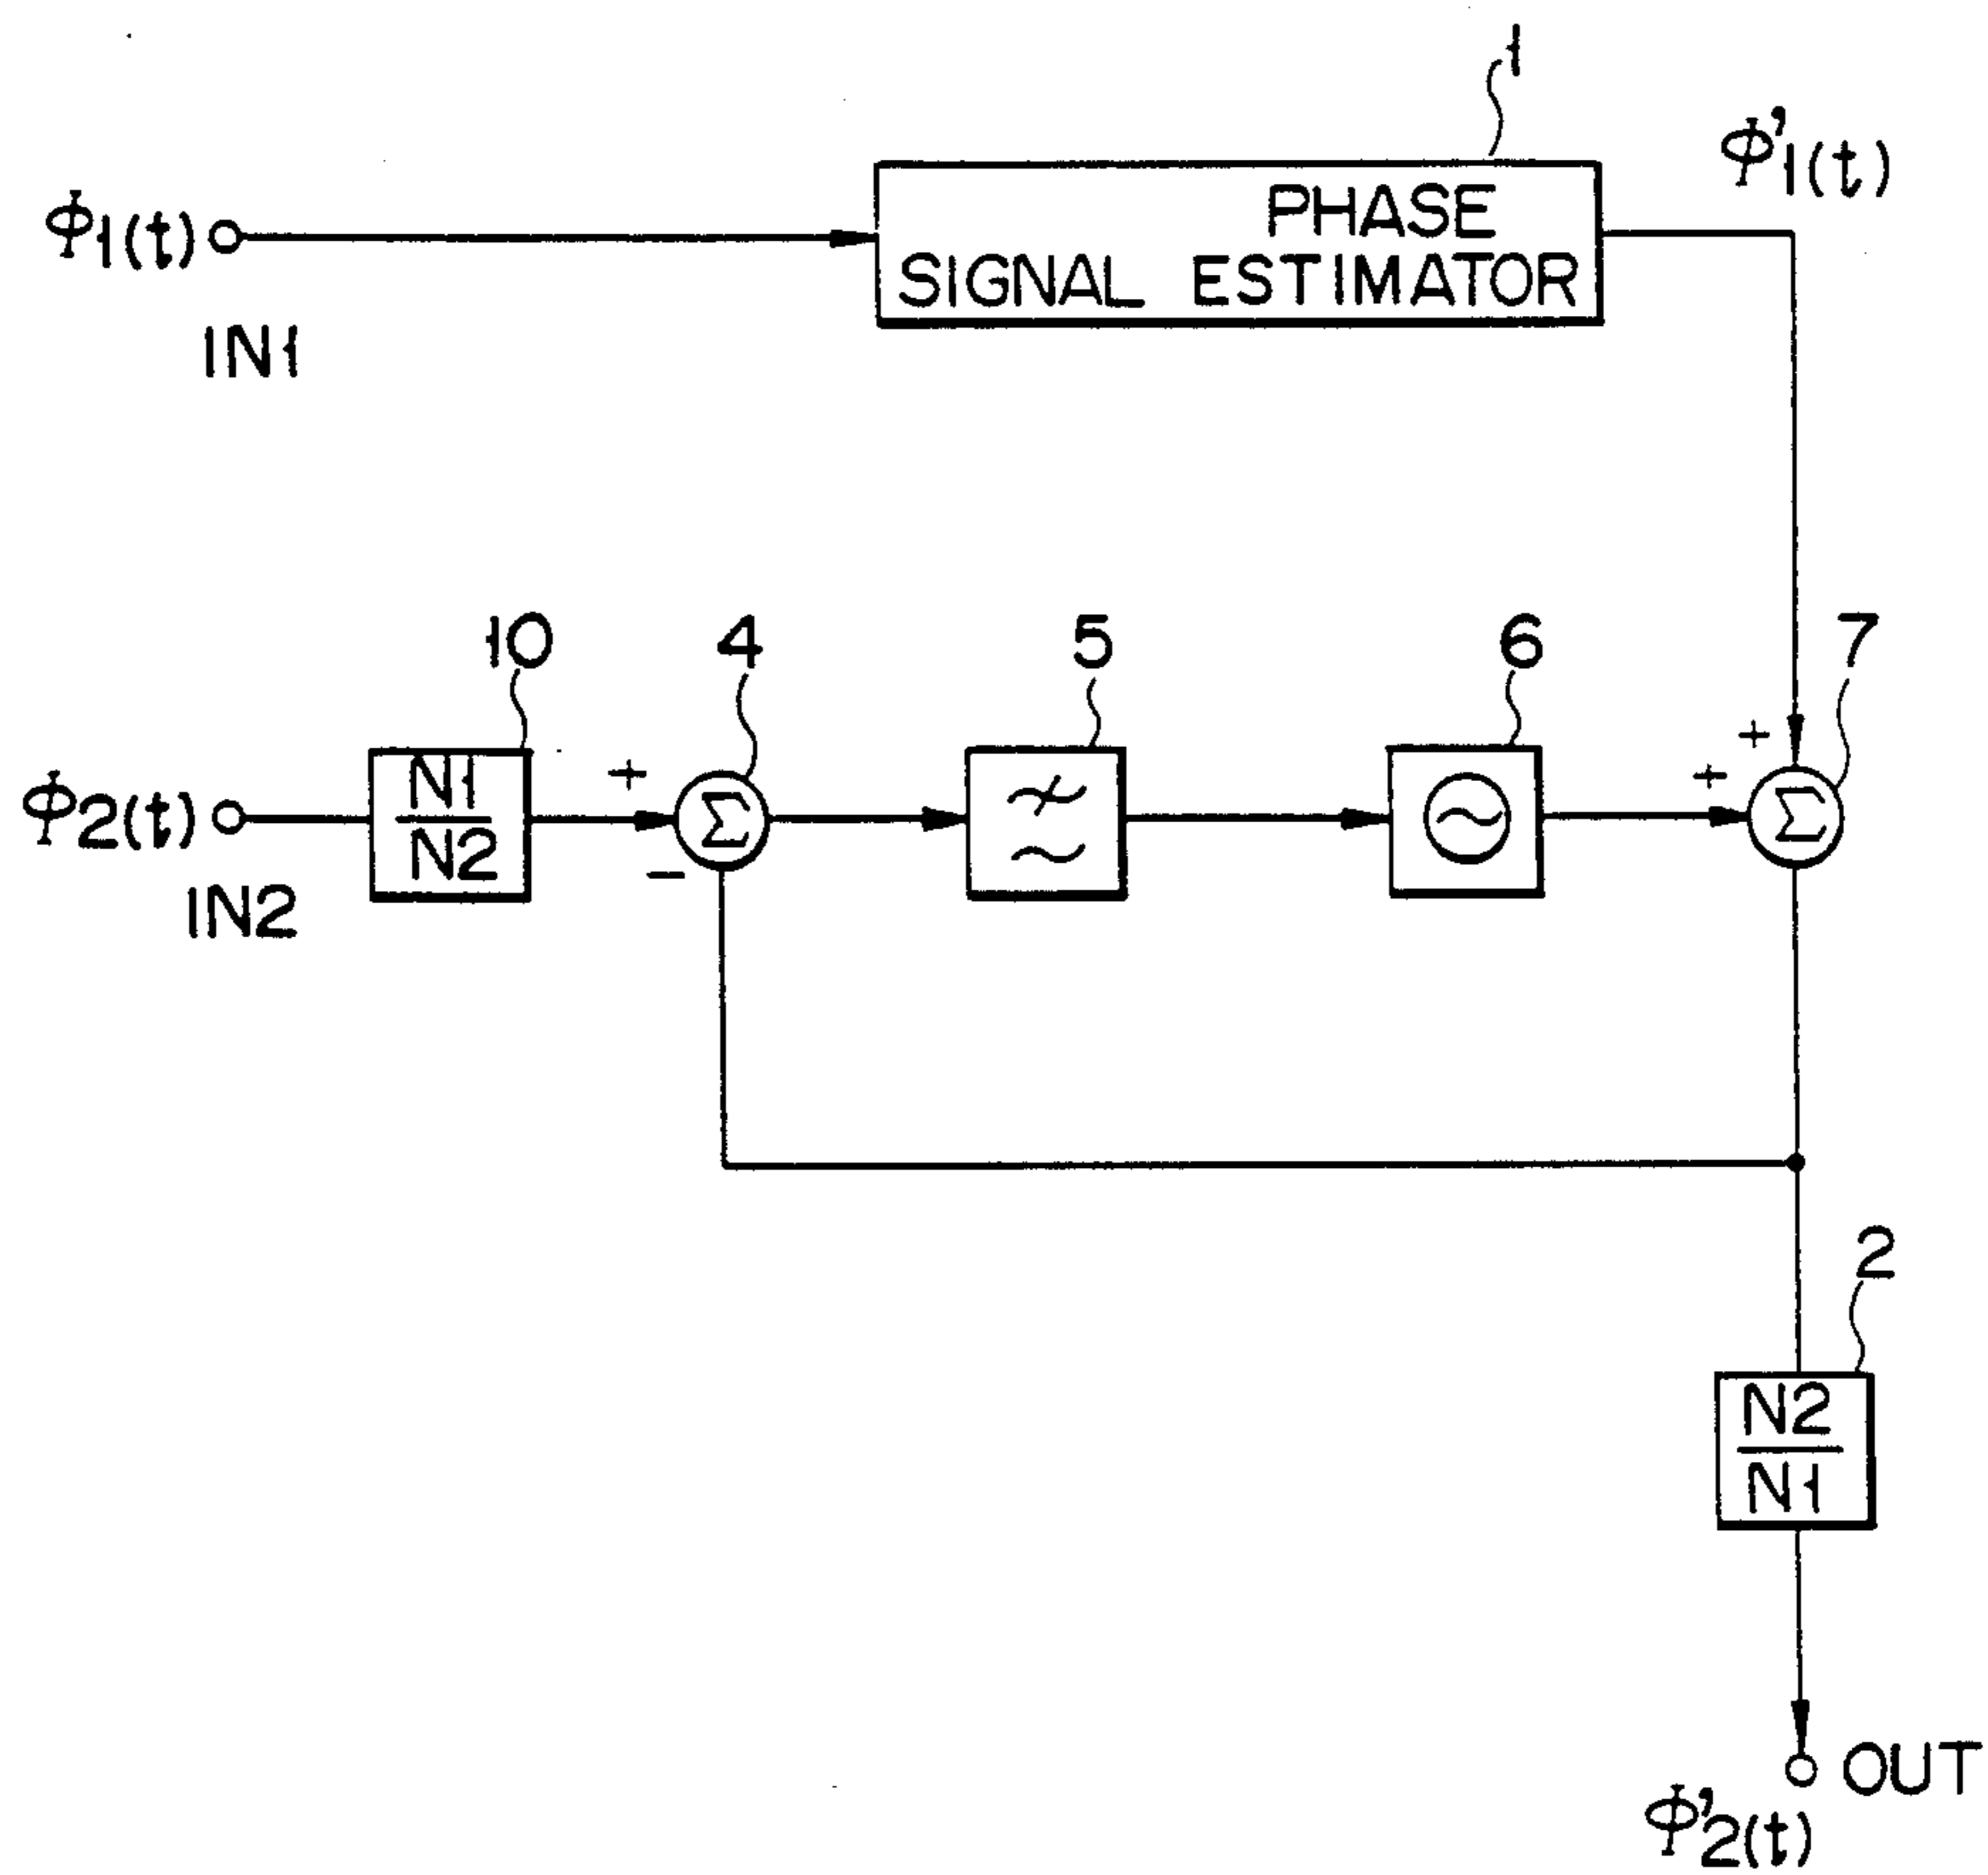 1
Φ'1(t)
Φ1(t)
PHASE
SIGNAL ESTIMATOR
IN1
10
4
5
6
7
+
+
+
N1
N2
Σ
Σ
Φ2(t)
−
IN2
2
N2
N1
OUT
Φ'2(t)